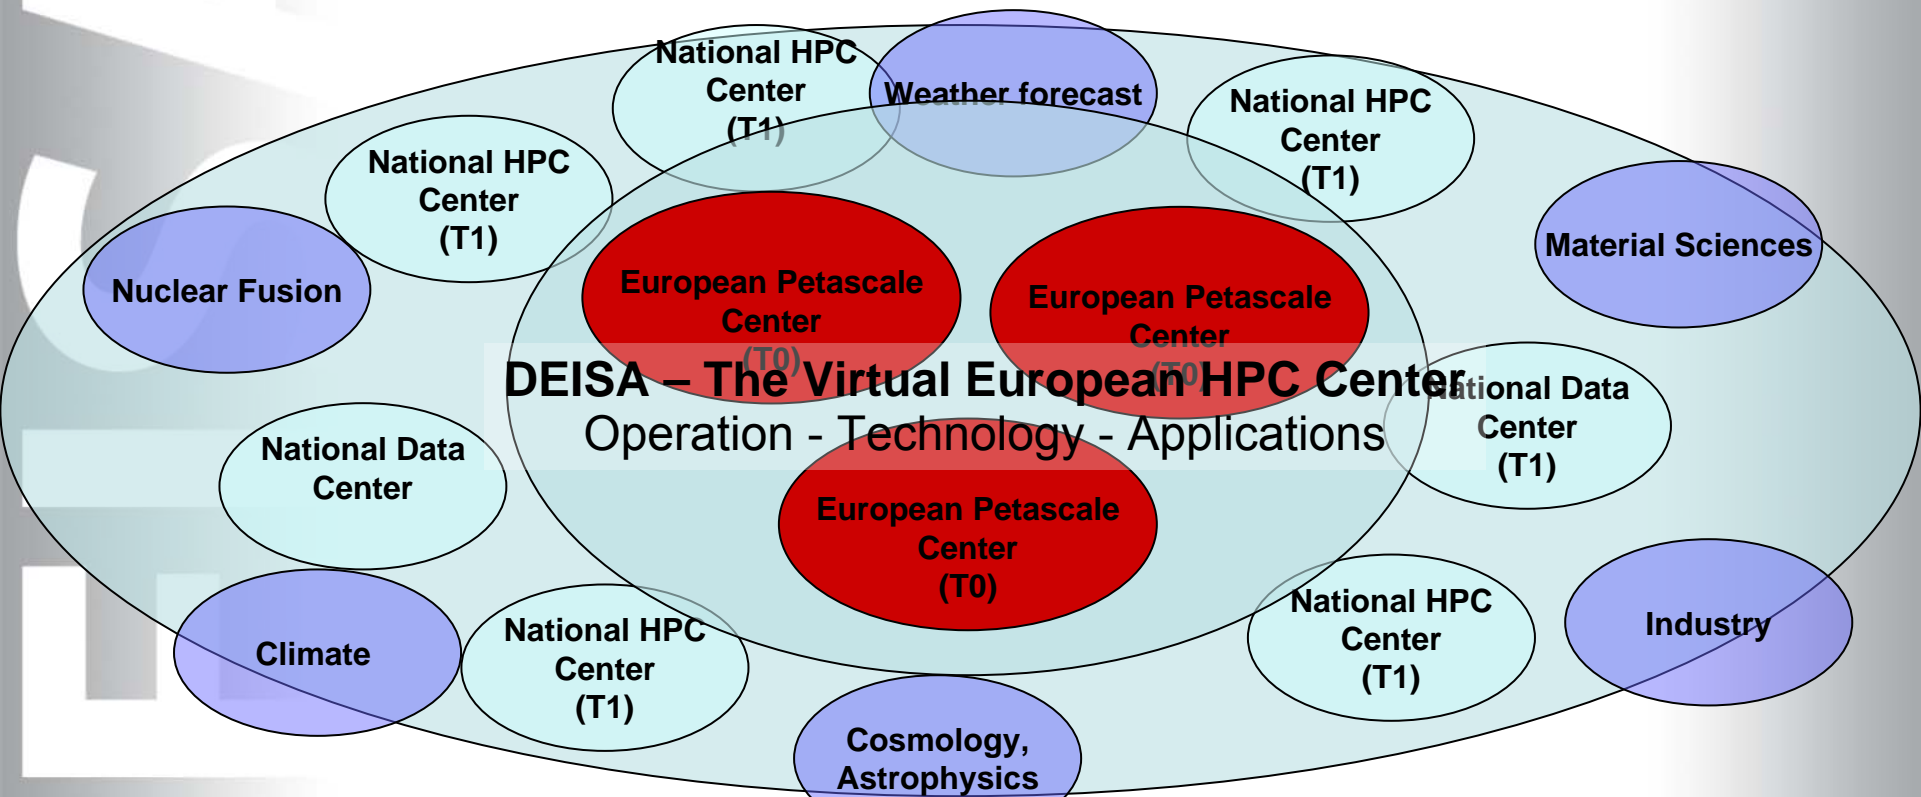 National HPC
Center
(T1)
Weather forecast
National HPC
Center
(T1)
National HPC
Center
(T1)
Material Sciences
Nuclear Fusion
European Petascale
Center
(T0)
European Petascale
Center
(T0)
DEISA – The Virtual European HPC Center
Operation - Technology - Applications
National Data
Center
(T1)
National Data
Center
European Petascale
Center
(T0)
National HPC
Center
(T1)
Industry
Climate
National HPC
Center
(T1)
Cosmology,
Astrophysics